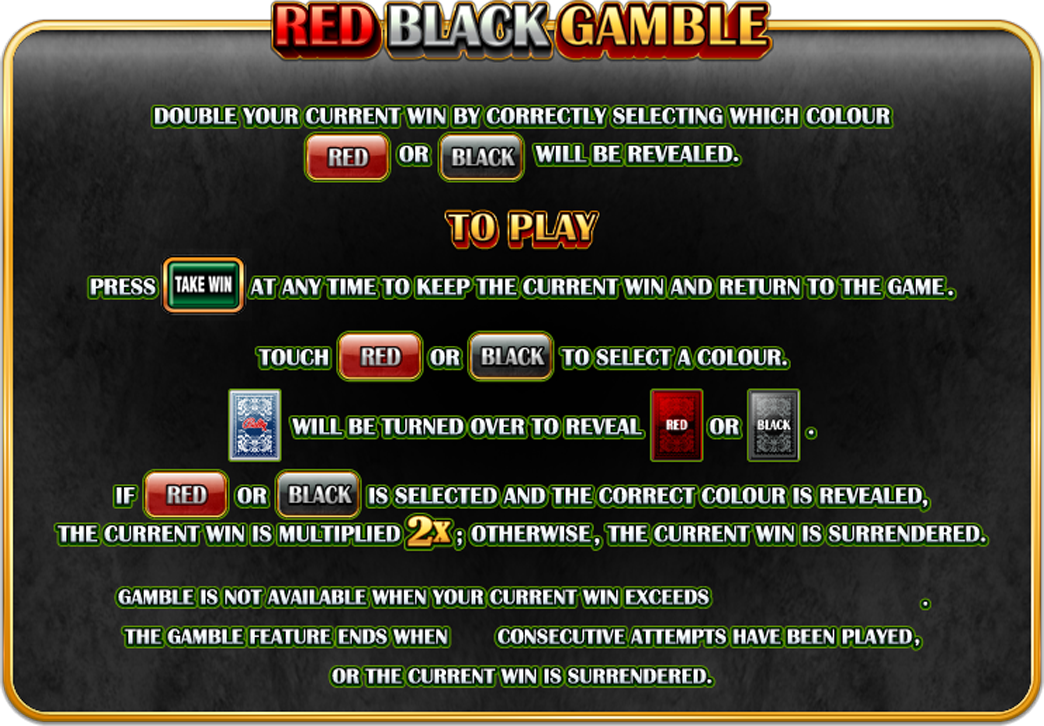 RED BLACK GAMBLE
DOUBLE YOUR CURRENT WIN BY CORRECTLY SELECTING WHICH COLOUR
RED OR BLACK WILL BE REVEALED.
TO PLAY
PRESS TAKE WIN AT ANY TIME TO KEEP THE CURRENT WIN AND RETURN TO THE GAME.
TOUCH RED OR BLACK TO SELECT A COLOUR.
Bally WILL BE TURNED OVER TO REVEAL RED OR BLACK .
IF RED OR BLACK IS SELECTED AND THE CORRECT COLOUR IS REVEALED,
THE CURRENT WIN IS MULTIPLIED 2X; OTHERWISE, THE CURRENT WIN IS SURRENDERED.
GAMBLE IS NOT AVAILABLE WHEN YOUR CURRENT WIN EXCEEDS .
THE GAMBLE FEATURE ENDS WHEN CONSECUTIVE ATTEMPTS HAVE BEEN PLAYED,
OR THE CURRENT WIN IS SURRENDERED.